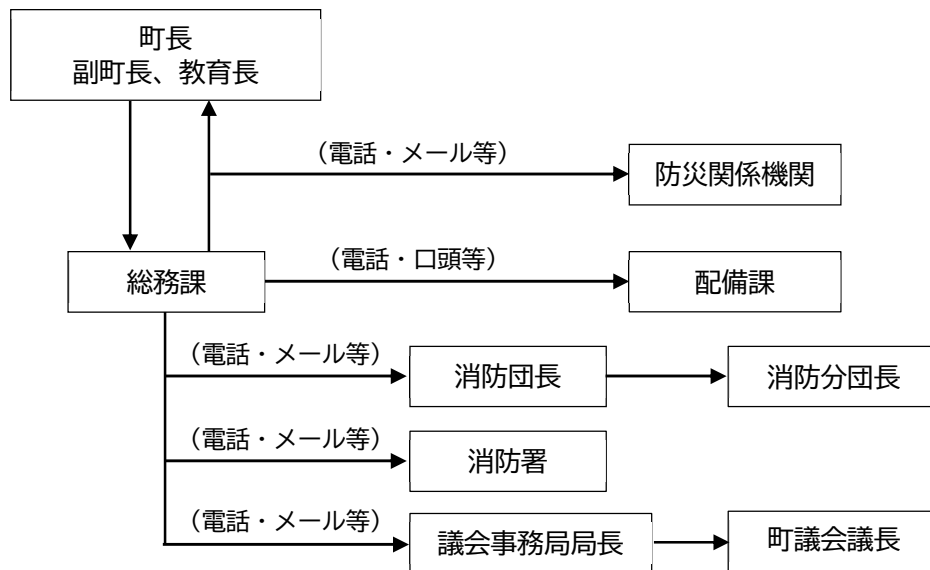 町長
副町長、教育長
（電話・メール等）
防災関係機関
総務課
（電話・口頭等）
配備課
（電話・メール等）
消防団長
消防分団長
（電話・メール等）
消防署
（電話・メール等）
議会事務局局長
町議会議長